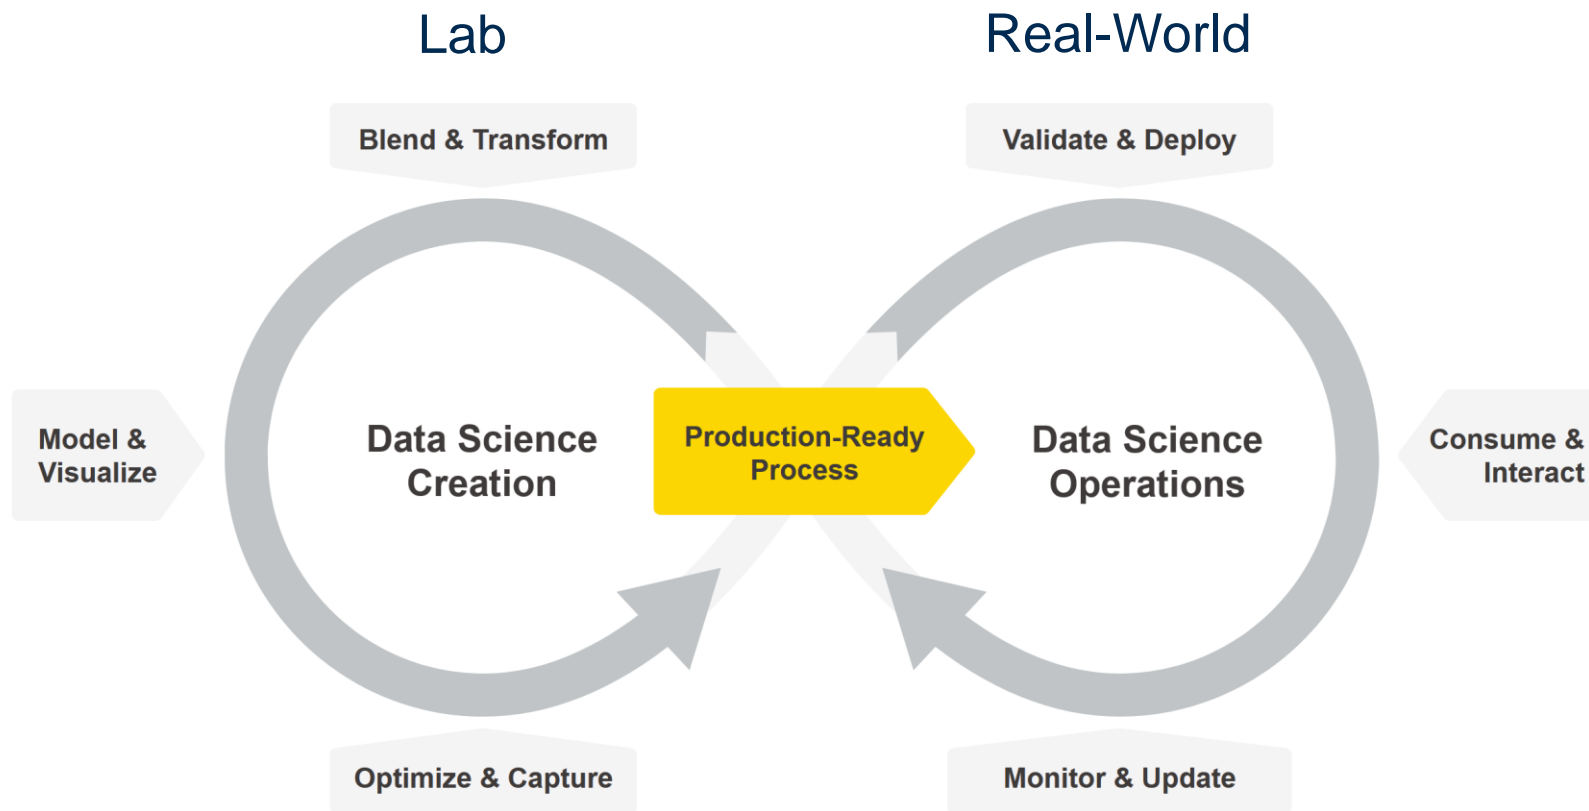 Lab
Real-World
Blend & Transform
Validate & Deploy
Model &
Visualize
Data Science
Creation
Production-Ready
Process
Data Science
Operations
Consume &
Interact
Optimize & Capture
Monitor & Update